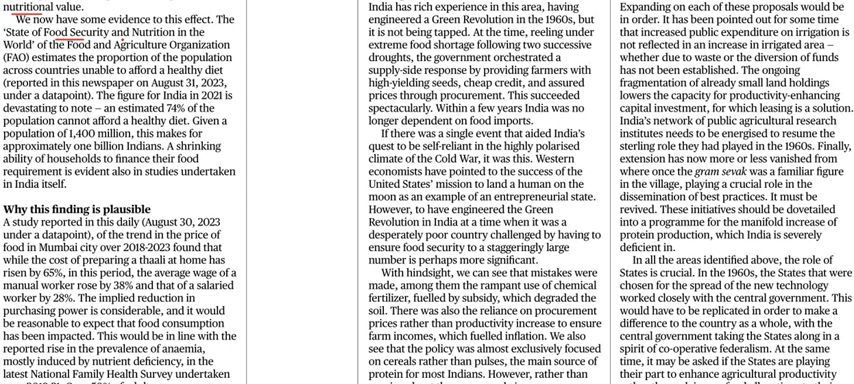 nutritional value.
We now have some evidence to this effect. The
‘State of Food Security and Nutrition in the
World’ of the Food and Agriculture Organization
(FAO) estimates the proportion of the population
across countries unable to afford a healthy diet
(reported in this newspaper on August 31, 2023,
under a datapoint). The figure for India in 2021 is
devastating to note — an estimated 74% of the
population cannot afford a healthy diet. Given a
population of 1,400 million, this makes for
approximately one billion Indians. A shrinking
ability of households to finance their food
requirement is evident also in studies undertaken
in India itself.
Why this finding is plausible
A study reported in this daily (August 30, 2023
under a datapoint), of the trend in the price of
food in Mumbai city over 2018-2023 found that
while the cost of preparing a thaali at home has
risen by 65%, in this period, the average wage of a
manual worker rose by 38% and that of a salaried
worker by 28%. The implied reduction in
purchasing power is considerable, and it would
be reasonable to expect that food consumption
has been impacted. This would be in line with the
reported rise in the prevalence of anaemia,
mostly induced by nutrient deficiency, in the
latest National Family Health Survey undertaken
India has rich experience in this area, having
engineered a Green Revolution in the 1960s, but
it is not being tapped. At the time, reeling under
extreme food shortage following two successive
droughts, the government orchestrated a
supply-side response by providing farmers with
high-yielding seeds, cheap credit, and assured
prices through procurement. This succeeded
spectacularly. Within a few years India was no
longer dependent on food imports.
If there was a single event that aided India’s
quest to be self-reliant in the highly polarised
climate of the Cold War, it was this. Western
economists have pointed to the success of the
United States’ mission to land a human on the
moon as an example of an entrepreneurial state.
However, to have engineered the Green
Revolution in India at a time when it was a
desperately poor country challenged by having to
ensure food security to a staggeringly large
number is perhaps more significant.
With hindsight, we can see that mistakes were
made, among them the rampant use of chemical
fertilizer, fuelled by subsidy, which degraded the
soil. There was also the reliance on procurement
prices rather than productivity increase to ensure
farm incomes, which fuelled inflation. We also
see that the policy was almost exclusively focused
on cereals rather than pulses, the main source of
protein for most Indians. However, rather than
Expanding on each of these proposals would be
in order. It has been pointed out for some time
that increased public expenditure on irrigation is
not reflected in an increase in irrigated area —
whether due to waste or the diversion of funds
has not been established. The ongoing
fragmentation of already small land holdings
lowers the capacity for productivity-enhancing
capital investment, for which leasing is a solution.
India’s network of public agricultural research
institutes needs to be energised to resume the
sterling role they had played in the 1960s. Finally,
extension has now more or less vanished from
where once the gram sevak was a familiar figure
in the village, playing a crucial role in the
dissemination of best practices. It must be
revived. These initiatives should be dovetailed
into a programme for the manifold increase of
protein production, which India is severely
deficient in.
In all the areas identified above, the role of
States is crucial. In the 1960s, the States that were
chosen for the spread of the new technology
worked closely with the central government. This
would have to be replicated in order to make a
difference to the country as a whole, with the
central government taking the States along in a
spirit of co-operative federalism. At the same
time, it may be asked if the States are playing
their part to enhance agricultural productivity